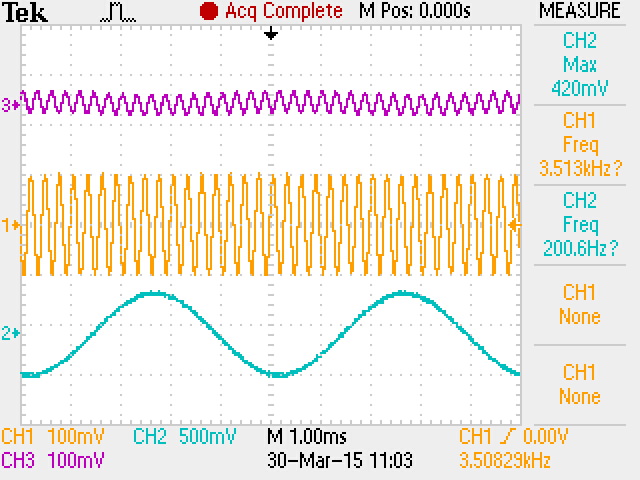 Tek Acq Complete M Pos: 0.000s MEASURE
CH2
Max
420mV
3
CH1
Freq
3.513kHz?
CH2
Freq
200.6Hz?
1
CH1
None
2
CH1
None
CH1 100mV CH2 500mV M 1.00ms CH1 0.00V
CH3 100mV 30-Mar-15 11:03 3.50829kHz